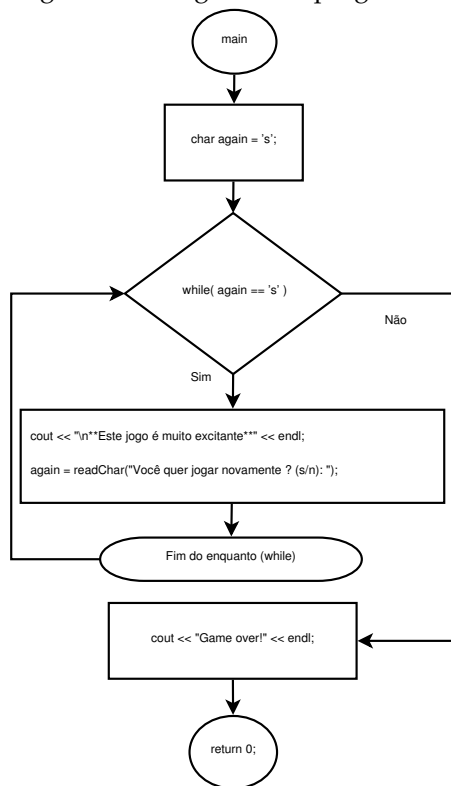 main
char again = 's';
while( again == 's' )
Não
Sim
cout << "\n**Este jogo é muito excitante**" << endl;
again = readChar("Você quer jogar novamente ? (s/n): ");
Fim do enquanto (while)
cout << "Game over!" << endl;
return 0;